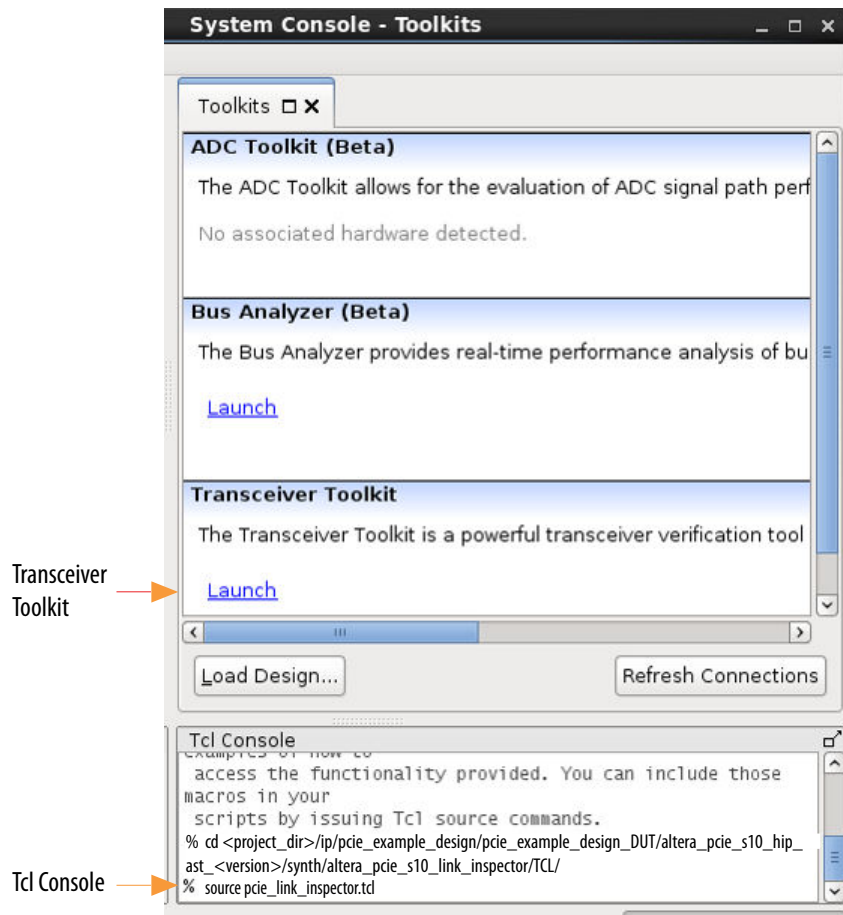 System Console - Toolkits
Toolkits
ADC Toolkit (Beta)
The ADC Toolkit allows for the evaluation of ADC signal path perf
No associated hardware detected.
Bus Analyzer (Beta)
The Bus Analyzer provides real-time performance analysis of bu
Launch
Transceiver Toolkit
The Transceiver Toolkit is a powerful transceiver verification tool
Transceiver
Toolkit
Launch
Load Design...
Refresh Connections
Tcl Console
examples of how to
access the functionality provided. You can include those
macros in your
scripts by issuing Tcl source commands.
% cd <project_dir>/ip/pcie_example_design/pcie_example_design_DUT/altera_pcie_s10_hip_
ast_<version>/synth/altera_pcie_s10_link_inspector/TCL/
Tcl Console
% source pcie_link_inspector.tcl